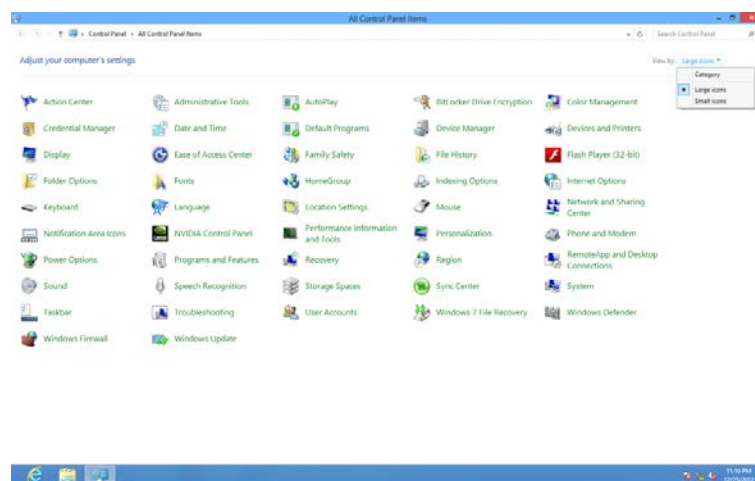 All Control Panel Items
Control Panel All Control Panel Items
Search Control Panel
Adjust your computer's settings
View by: Large icons
Category
Large icons
Small icons
Action Center Administrative Tools AutoPlay BitLocker Drive Encryption Color Management
Credential Manager Date and Time Default Programs Device Manager Devices and Printers
Display Ease of Access Center Family Safety File History Flash Player (32-bit)
Folder Options Fonts HomeGroup Indexing Options Internet Options
Keyboard Language Location Settings Mouse Network and Sharing
Center
Notification Area Icons NVIDIA Control Panel Performance Information
and Tools
Personalization Phone and Modem
Power Options Programs and Features Recovery Region RemoteApp and Desktop
Connections
Sound Speech Recognition Storage Spaces Sync Center System
Taskbar Troubleshooting User Accounts Windows 7 File Recovery Windows Defender
Windows Firewall Windows Update
11:16 PM